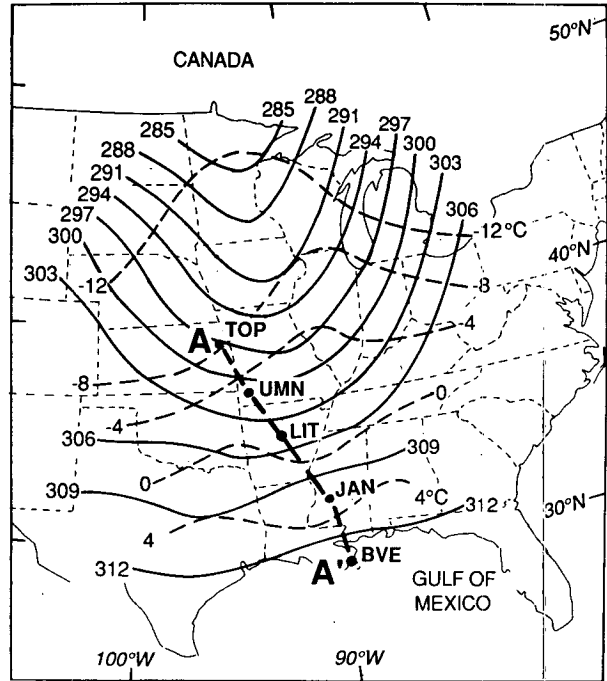 50°N
CANADA
285
288
291
297
300
294
303
306
285
288
291
294
297
300
303
-12°C
40°N
-12
8
4
A
TOP
-8
UMN
-4
0
LIT
306
0
309
309
JAN
4°C
312
30°N
4
312
A'
BVE
GULF OF
MEXICO
100°W
90°W